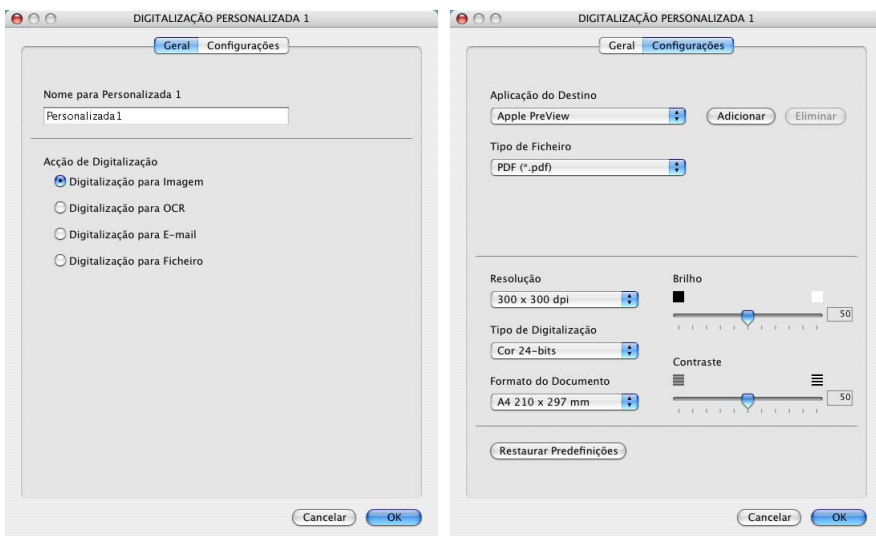 DIGITALIZAÇÃO PERSONALIZADA 1
Geral Configurações
Nome para Personalizada 1
Personalizada1
Acção de Digitalização
Digitalização para Imagem
Digitalização para OCR
Digitalização para E-mail
Digitalização para Ficheiro
Cancelar OK
DIGITALIZAÇÃO PERSONALIZADA 1
Geral Configurações
Aplicação do Destino
Apple PreView Adicionar Eliminar
Tipo de Ficheiro
PDF (*.pdf)
Resolução
300 x 300 dpi
Tipo de Digitalização
Cor 24-bits
Formato do Documento
A4 210 x 297 mm
Brilho
50
Contraste
50
Restaurar Predefinições
Cancelar OK